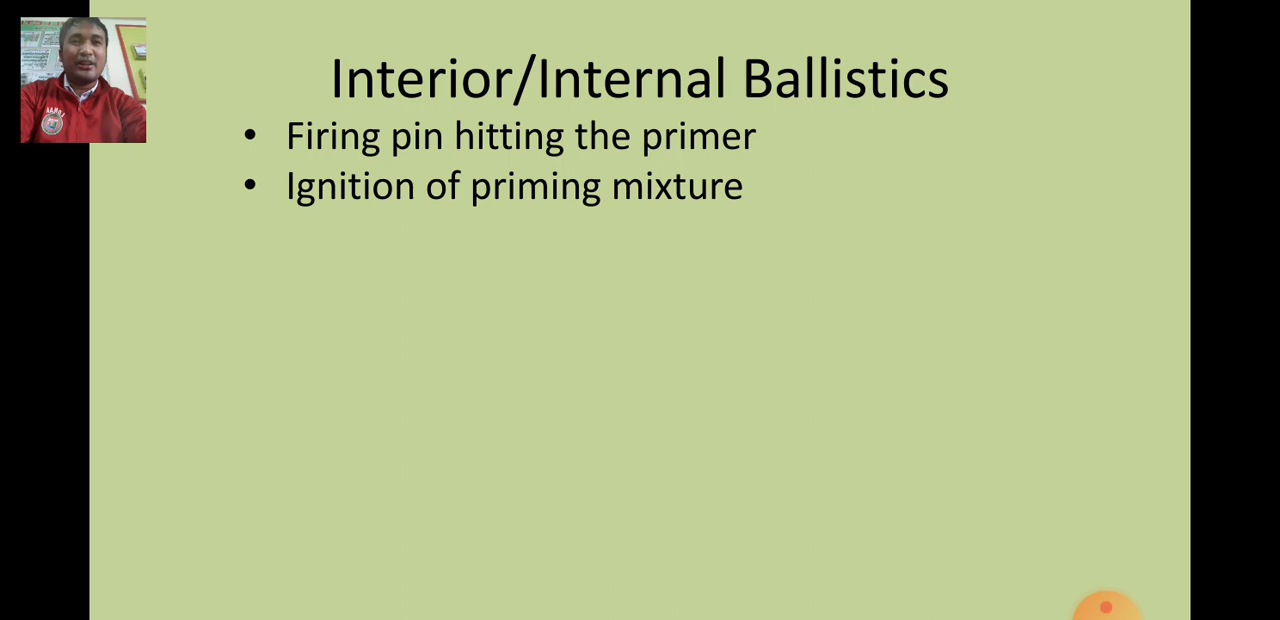 Interior/Internal Ballistics
• Firing pin hitting the primer
• Ignition of priming mixture